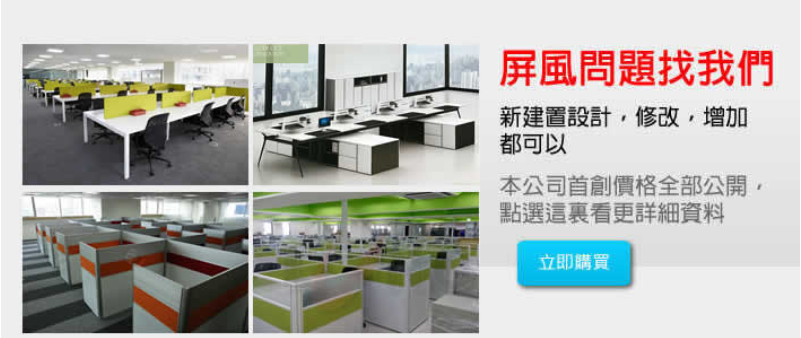 屏風問題找我們
新建置設計，修改，增加
都可以
本公司首創價格全部公開，
點選這裏看更詳細資料
立即購買